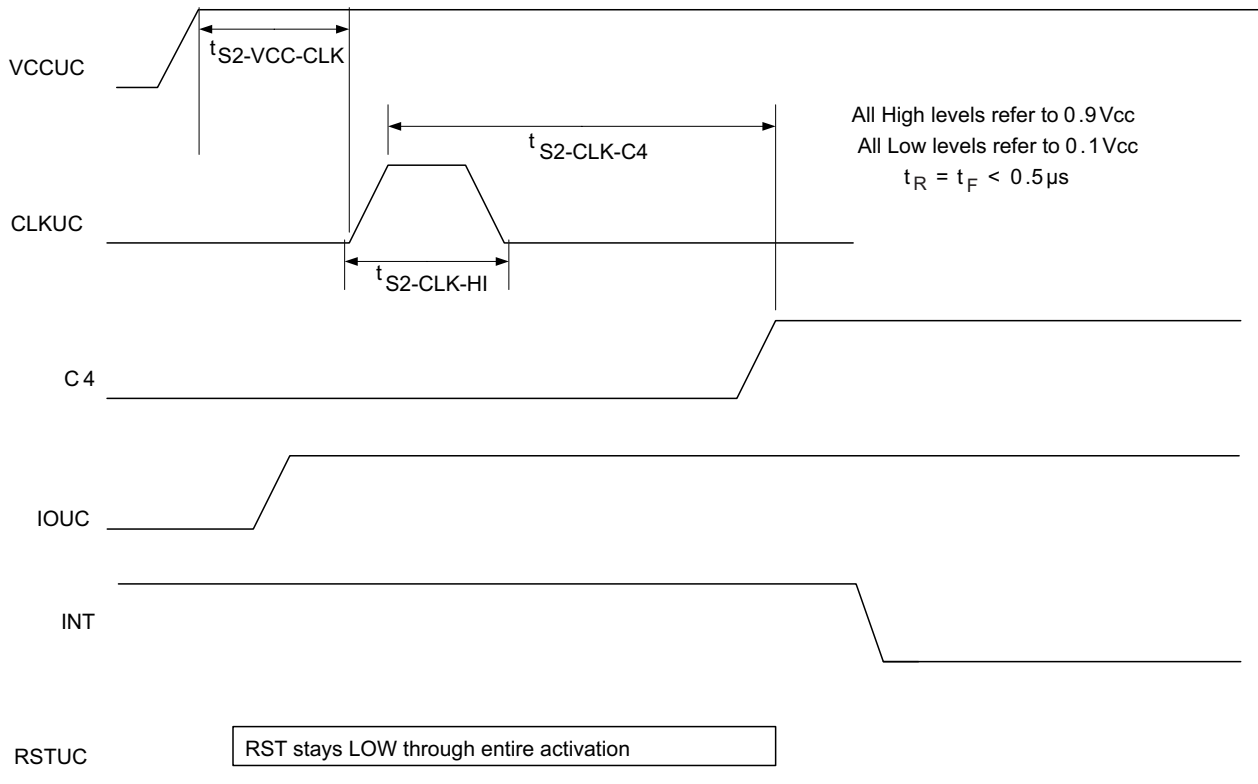 VCCUC
tS2-VCC-CLK
tS2-CLK-C4
All High levels refer to 0.9Vcc
All Low levels refer to 0.1Vcc
tR = tF < 0.5µs
CLKUC
tS2-CLK-HI
C4
IOUC
INT
RSTUC
RST stays LOW through entire activation